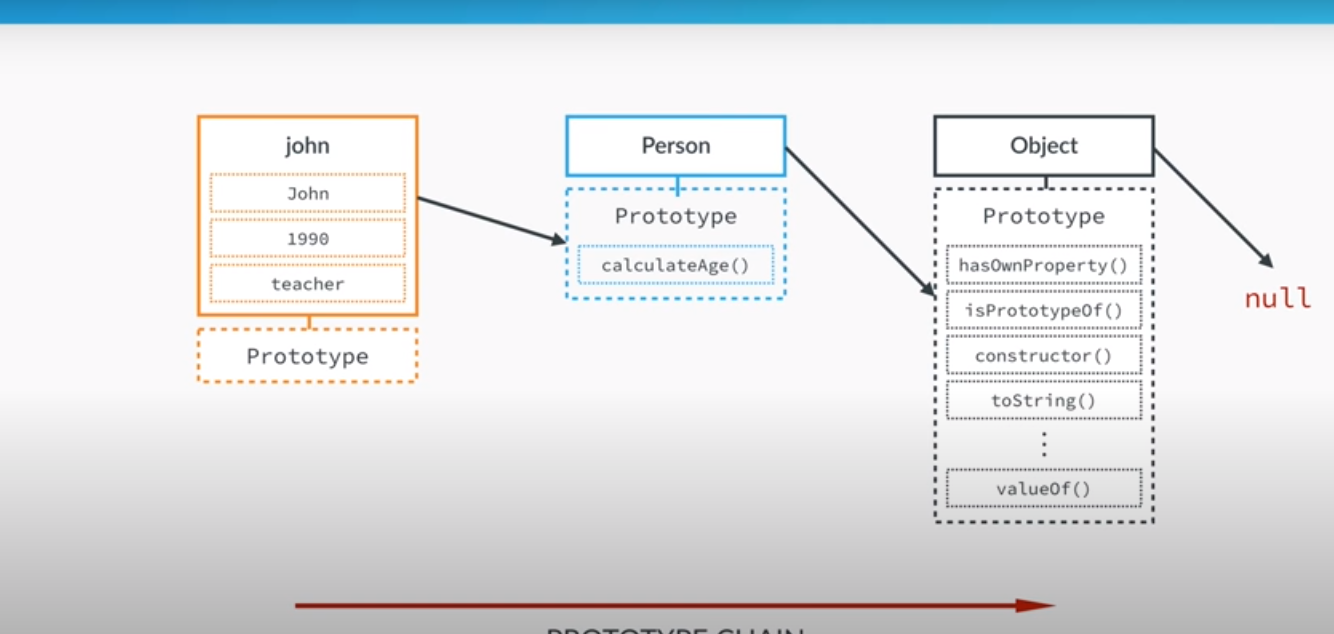 john
John
1990
teacher
Prototype
Person
Prototype
calculateAge()
Object
Prototype
hasOwnProperty()
isPrototypeOf()
constructor()
toString()
⋮
valueOf()
null
PROTOTYPE CHAIN